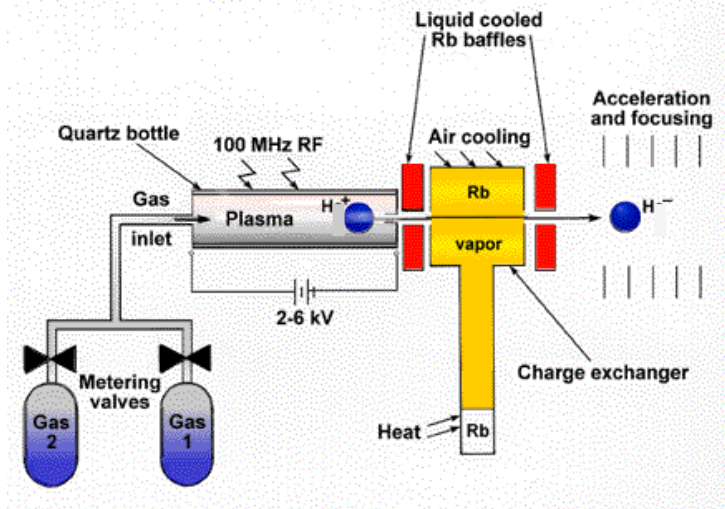 Liquid cooled
Rb baffles
Acceleration
and focusing
Quartz bottle
100 MHz RF
Air cooling
Gas
inlet
Plasma
H+
Rb
vapor
H−
2-6 kV
Charge exchanger
Metering
valves
Gas
2
Gas
1
Heat
Rb